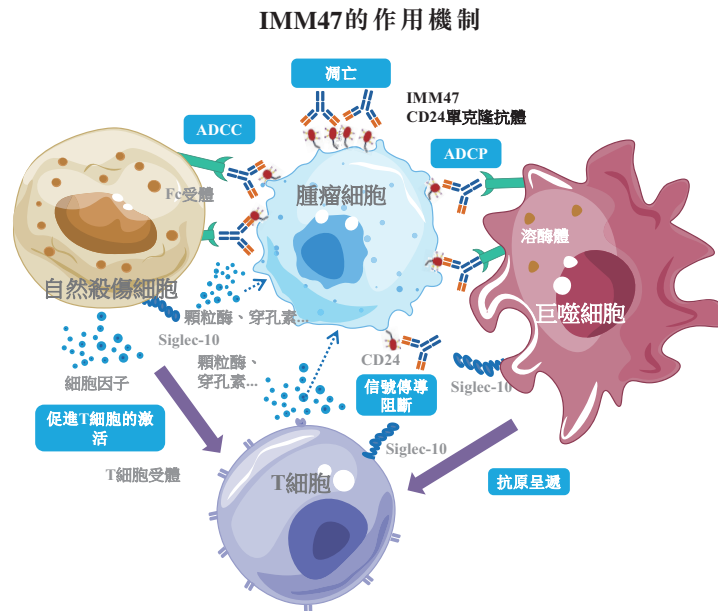 IMM47的作用機制
凋亡
IMM47
CD24單克隆抗體
ADCC
ADCP
Fc受體
腫瘤細胞
溶酶體
自然殺傷細胞
巨噬細胞
顆粒酶、穿孔素...
Siglec-10
顆粒酶、
穿孔素...
CD24
細胞因子
信號傳導
阻斷
Siglec-10
促進T細胞的激
活
Siglec-10
T細胞受體
T細胞
抗原呈遞